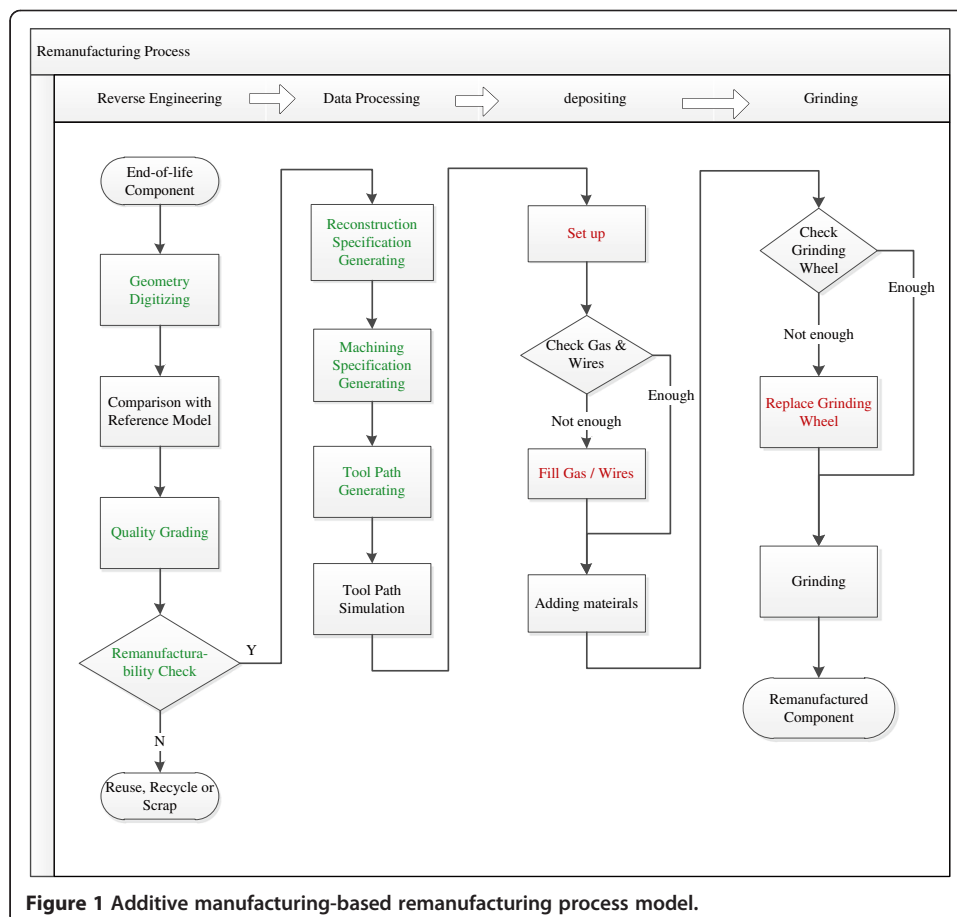 Remanufacturing Process
Reverse Engineering
Data Processing
depositing
Grinding
End-of-life
Component
Geometry
Digitizing
Comparison with
Reference Model
Quality Grading
Remanufactura-
bility Check
Y
N
Reuse, Recycle or
Scrap
Reconstruction
Specification
Generating
Machining
Specification
Generating
Tool Path
Generating
Tool Path
Simulation
Set up
Check Gas &
Wires
Enough
Not enough
Fill Gas / Wires
Adding mateirals
Check
Grinding
Wheel
Enough
Not enough
Replace Grinding
Wheel
Grinding
Remanufactured
Component
Figure 1 Additive manufacturing-based remanufacturing process model.